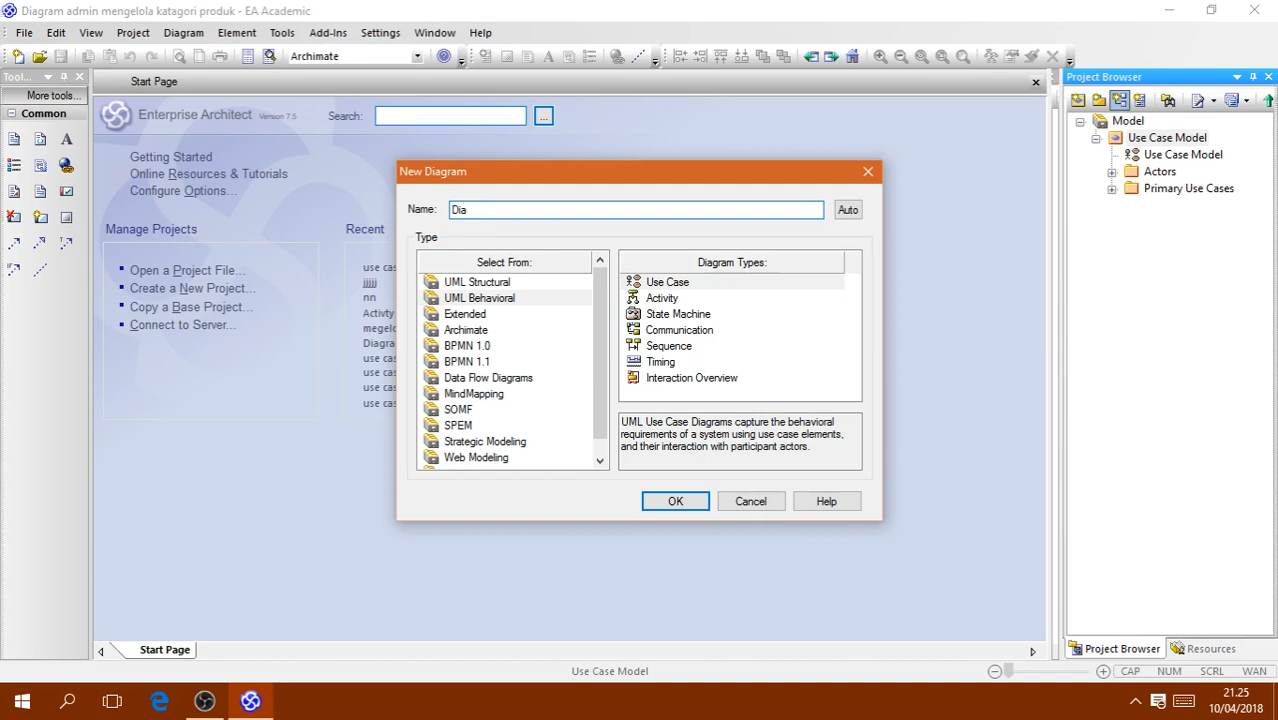 Diagram admin mengelola katagori produk - EA Academic
File Edit View Project Diagram Element Tools Add-Ins Settings Window Help
Archimate
Tool...
Start Page
Project Browser
More tools...
Common
Enterprise Architect Version 7.5 Search: ...
Getting Started
Online Resources & Tutorials
Configure Options...
Manage Projects
Recent
Open a Project File...
Create a New Project...
Copy a Base Project...
Connect to Server...
use cas
jjjjj
nn
Activty
megelo
Diagra
use cas
use cas
use cas
use cas
New Diagram
Name: Dia Auto
Type
Select From:
UML Structural
UML Behavioral
Extended
Archimate
BPMN 1.0
BPMN 1.1
Data Flow Diagrams
MindMapping
SOMF
SPEM
Strategic Modeling
Web Modeling
Diagram Types:
Use Case
Activity
State Machine
Communication
Sequence
Timing
Interaction Overview
UML Use Case Diagrams capture the behavioral
requirements of a system using use case elements,
and their interaction with participant actors.
OK Cancel Help
Model
Use Case Model
Use Case Model
Actors
Primary Use Cases
Start Page
Project Browser Resources
Use Case Model
CAP NUM SCRL WAN
21.25
10/04/2018